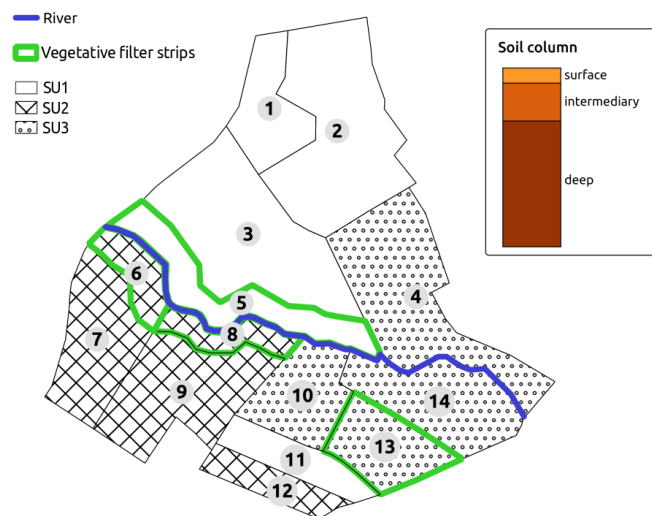 River
Vegetative filter strips
SU1
SU2
SU3
Soil column
surface
intermediary
deep
1
2
3
4
5
6
7
8
9
10
11
12
13
14